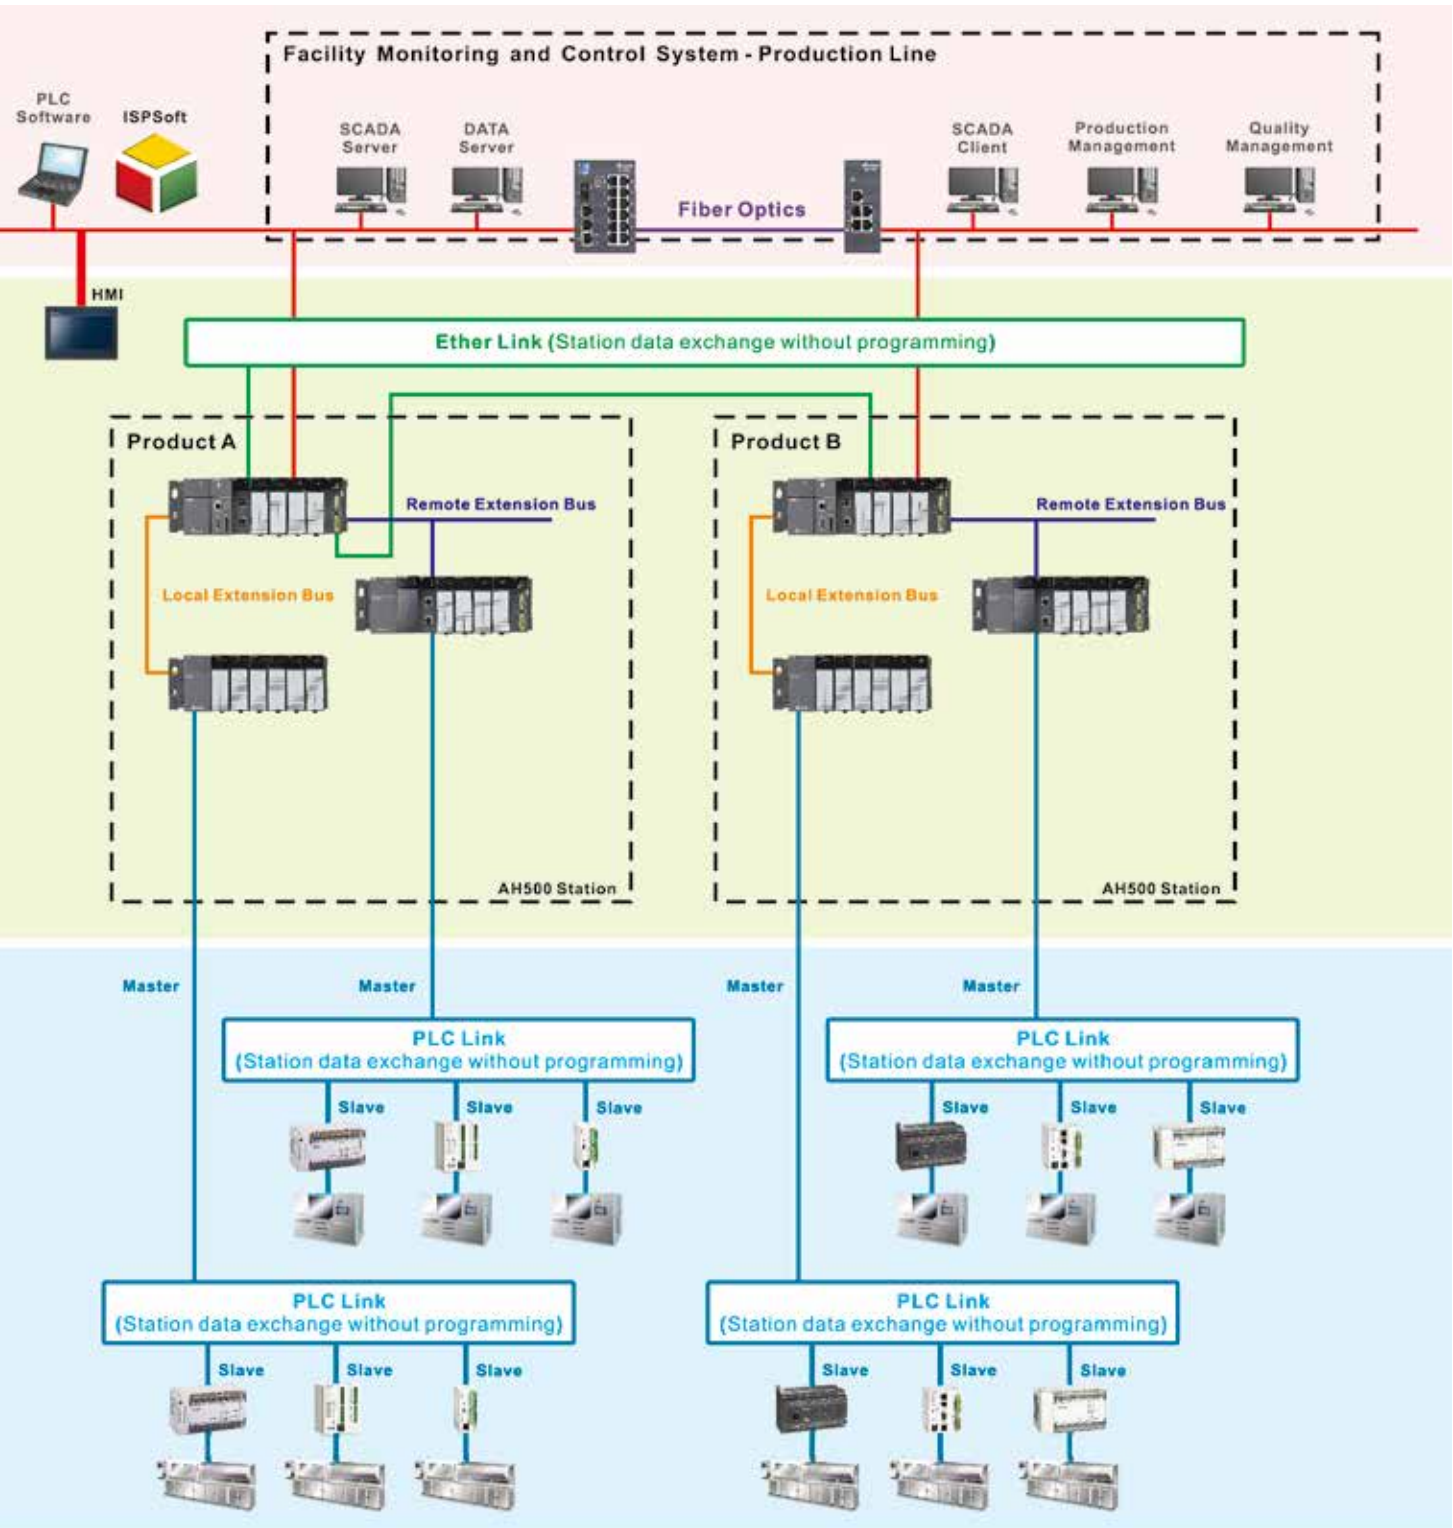 Facility Monitoring and Control System - Production Line
PLC
Software
ISPSoft
SCADA
Server
DATA
Server
Fiber Optics
SCADA
Client
Production
Management
Quality
Management
HMI
Ether Link (Station data exchange without programming)
Product A
Remote Extension Bus
Local Extension Bus
AH500 Station
Product B
Remote Extension Bus
Local Extension Bus
AH500 Station
Master
Master
Master
Master
PLC Link
(Station data exchange without programming)
Slave
Slave
Slave
PLC Link
(Station data exchange without programming)
Slave
Slave
Slave
PLC Link
(Station data exchange without programming)
Slave
Slave
Slave
PLC Link
(Station data exchange without programming)
Slave
Slave
Slave